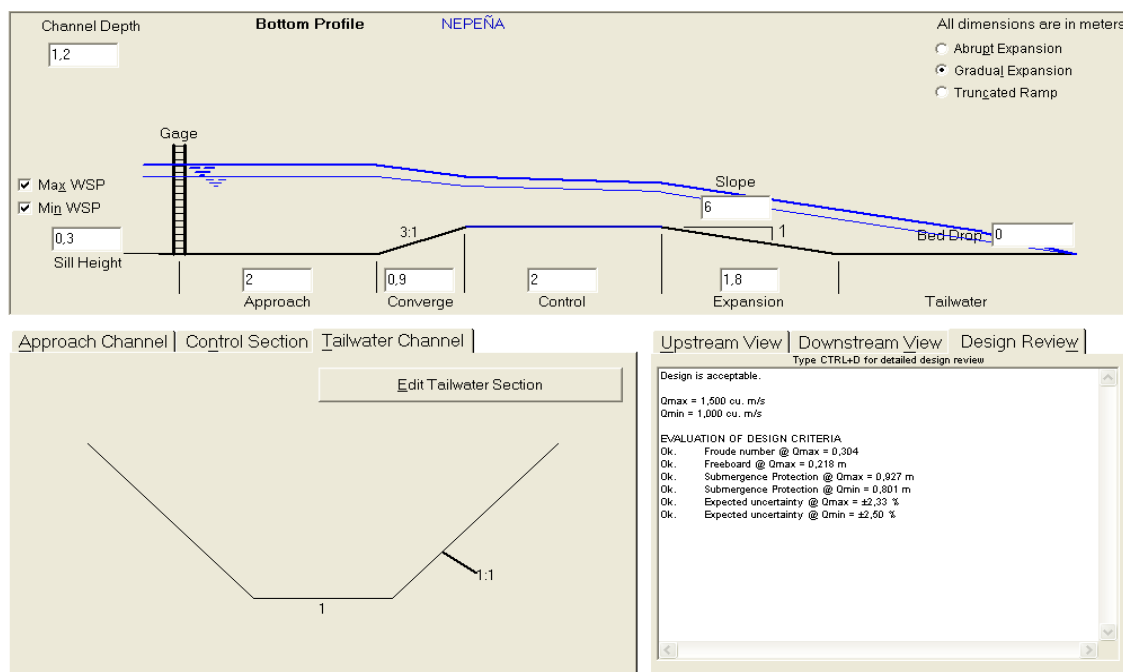 Channel Depth
Bottom Profile
NEPEÑA
All dimensions are in meters
1,2
Abrupt Expansion
Gradual Expansion
Truncated Ramp
Gage
Max WSP
Min WSP
Slope
6
0,3
3:1
1
Bed Drop
0
Sill Height
2
0,9
2
1,8
Approach
Converge
Control
Expansion
Tailwater
Approach Channel
Control Section
Tailwater Channel
Edit Tailwater Section
1:1
1
Upstream View
Downstream View
Design Review
Type CTRL+D for detailed design review
Design is acceptable.
Qmax = 1,500 cu. m/s
Qmin = 1,000 cu. m/s
EVALUATION OF DESIGN CRITERIA
Ok. Froude number @ Qmax = 0,304
Ok. Freeboard @ Qmax = 0,218 m
Ok. Submergence Protection @ Qmax = 0,927 m
Ok. Submergence Protection @ Qmin = 0,801 m
Ok. Expected uncertainty @ Qmax = ±2,33 %
Ok. Expected uncertainty @ Qmin = ±2,50 %